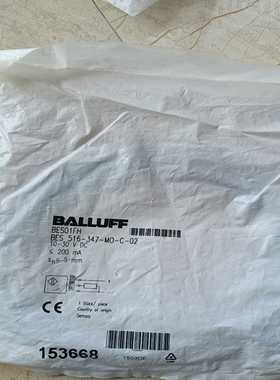 BALLUFF
BES01FH
BES 516-347-MO-C-02
10-30 V DC
≤ 200 mA
1 Stück/ piece
Country of origin
153668